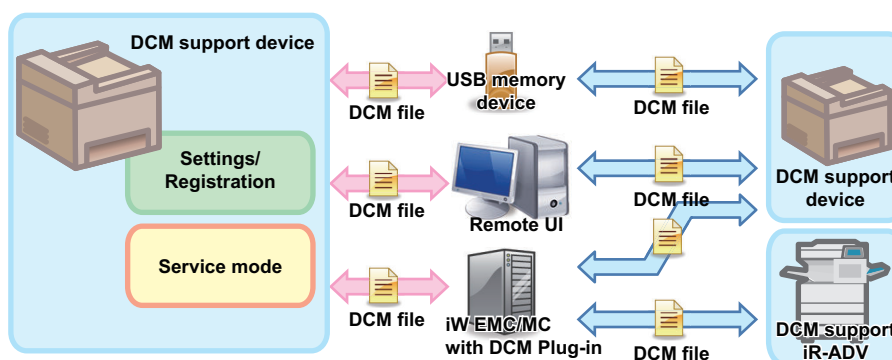 DCM support device
Settings/
Registration
Service mode
DCM file
USB memory
device
DCM file
DCM file
Remote UI
DCM file
DCM file
iW EMC/MC
with DCM Plug-in
DCM file
DCM support
device
DCM support
iR-ADV